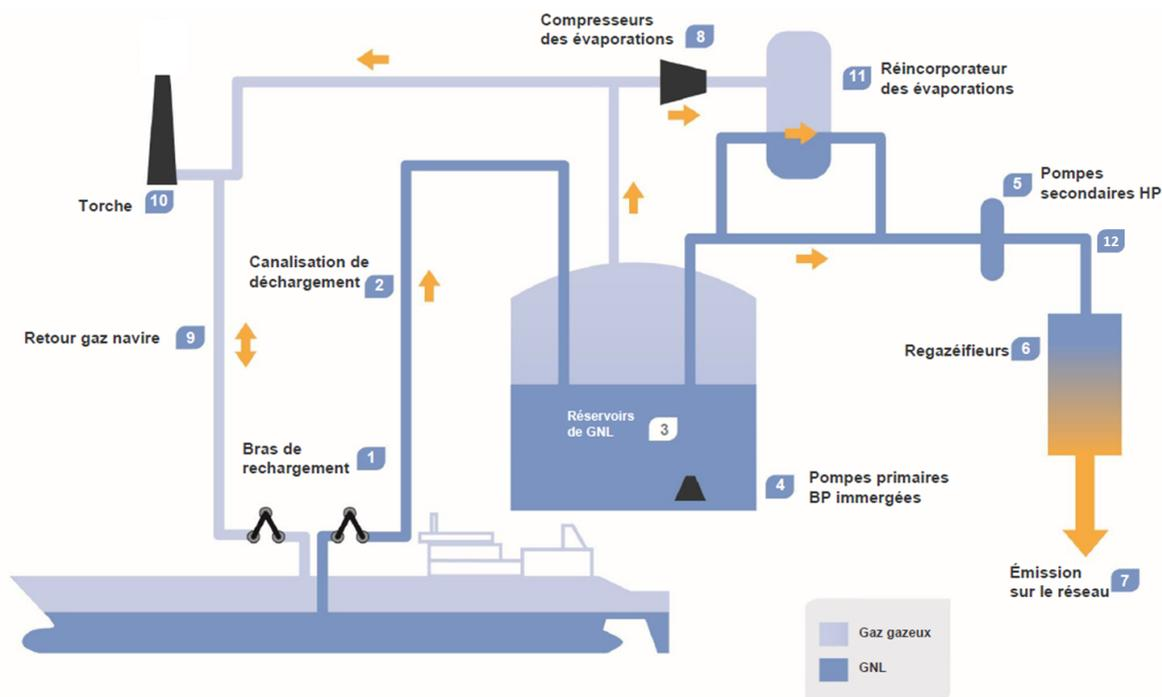 Compresseurs
des évaporations 8
11 Réincorporateur
des évaporations
5 Pompes
secondaires HP
Torche 10
12
Canalisation de
déchargement 2
Retour gaz navire 9
Regazéifieurs 6
Réservoirs
de GNL 3
Bras de
rechargement 1
4 Pompes primaires
BP immergées
Émission
sur le réseau 7
Gaz gazeux
GNL